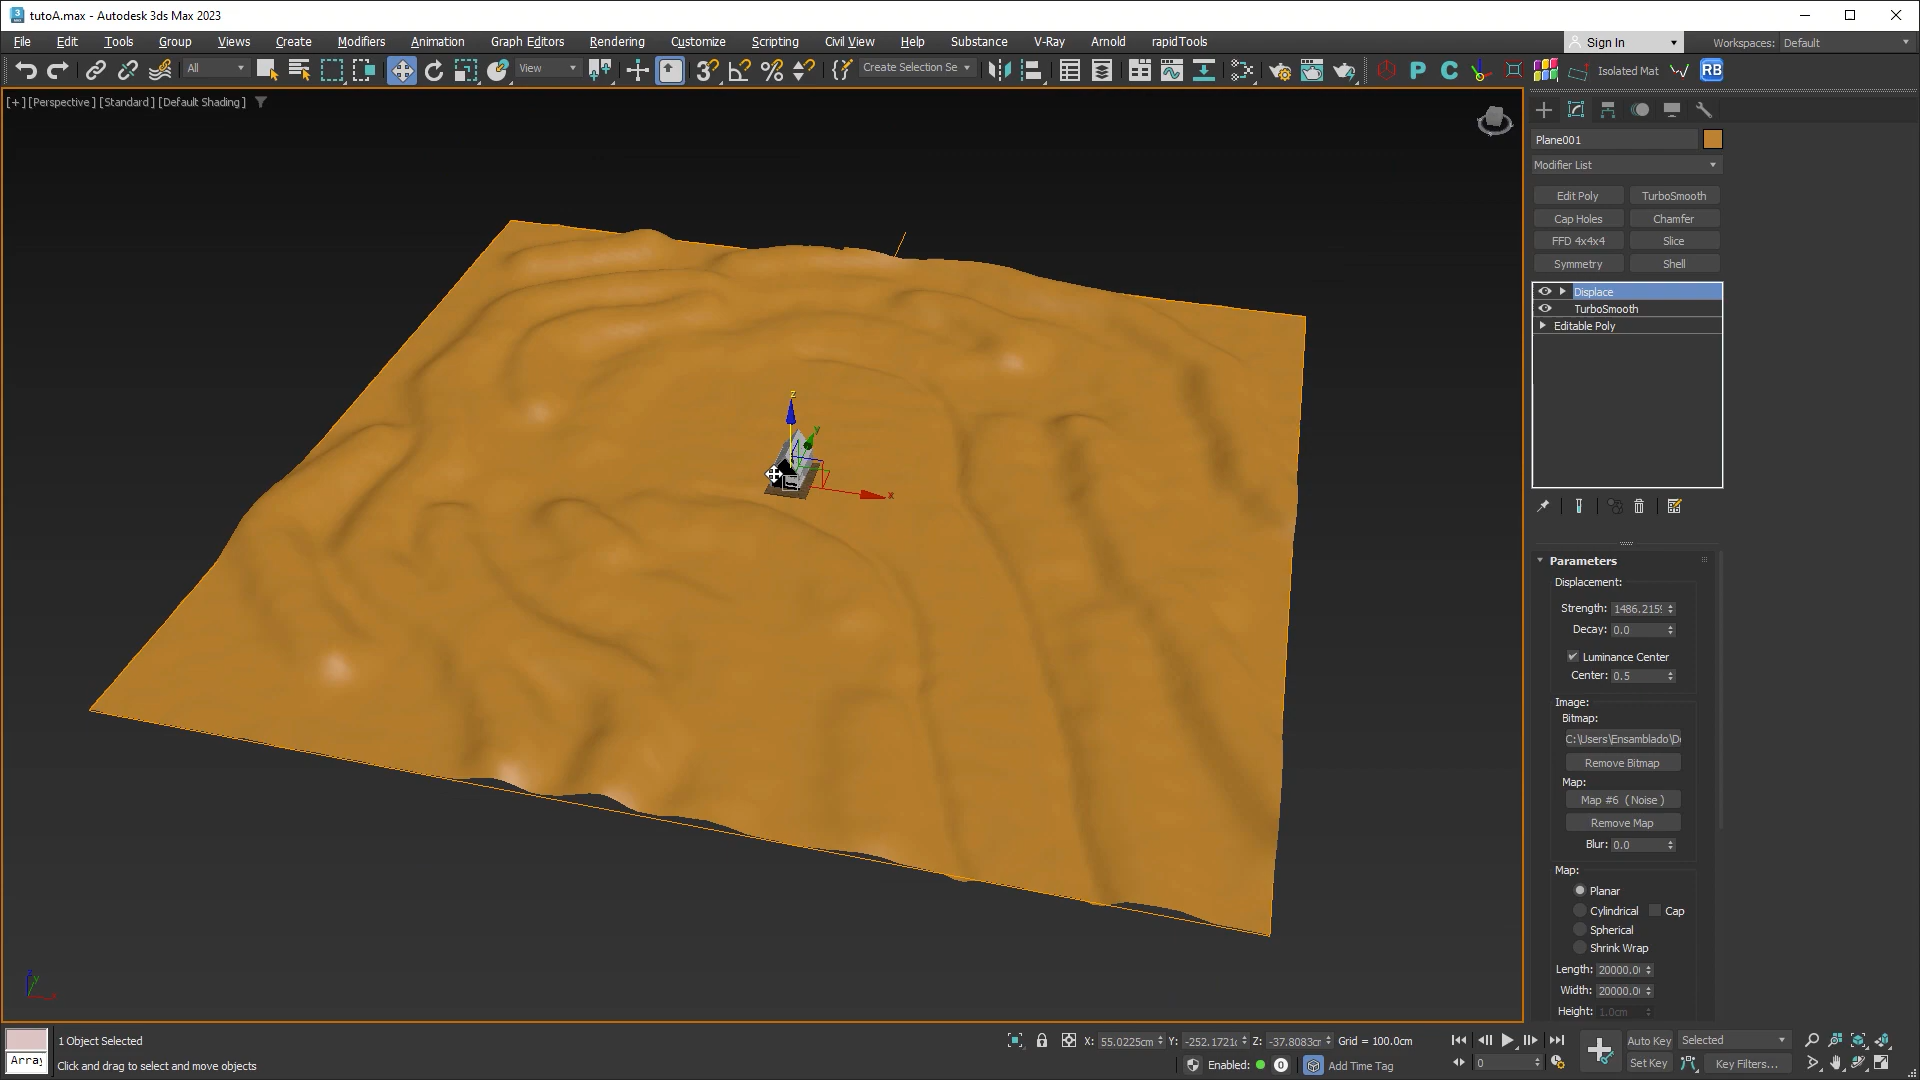 tutoA.max - Autodesk 3ds Max 2023
File Edit Tools Group Views Create Modifiers Animation Graph Editors Rendering Customize Scripting Civil View Help Substance V-Ray Arnold rapidTools Sign In Workspaces: Default
All View Create Selection Se P C Isolated Mat RB
[+] [Perspective] [Standard] [Default Shading]
Plane001
Modifier List
Edit Poly TurboSmooth
Cap Holes Chamfer
FFD 4x4x4 Slice
Symmetry Shell
Displace
TurboSmooth
Editable Poly
z
y
x
Parameters
Displacement:
Strength: 1486.215
Decay: 0.0
Luminance Center
Center: 0.5
Image:
Bitmap:
C:\Users\Ensamblado\D
Remove Bitmap
Map:
Map #6 (Noise)
Remove Map
Blur: 0.0
Map:
Planar
Cylindrical Cap
Spherical
Shrink Wrap
Length: 20000.0
Width: 20000.0
Height: 1.0cm
1 Object Selected
X: 55.0225cm Y: -252.172 Z: -37.8083cm Grid = 100.0cm
Auto Key Selected
Array
Click and drag to select and move objects
Enabled: 0 Add Time Tag
0
Set Key Key Filters...